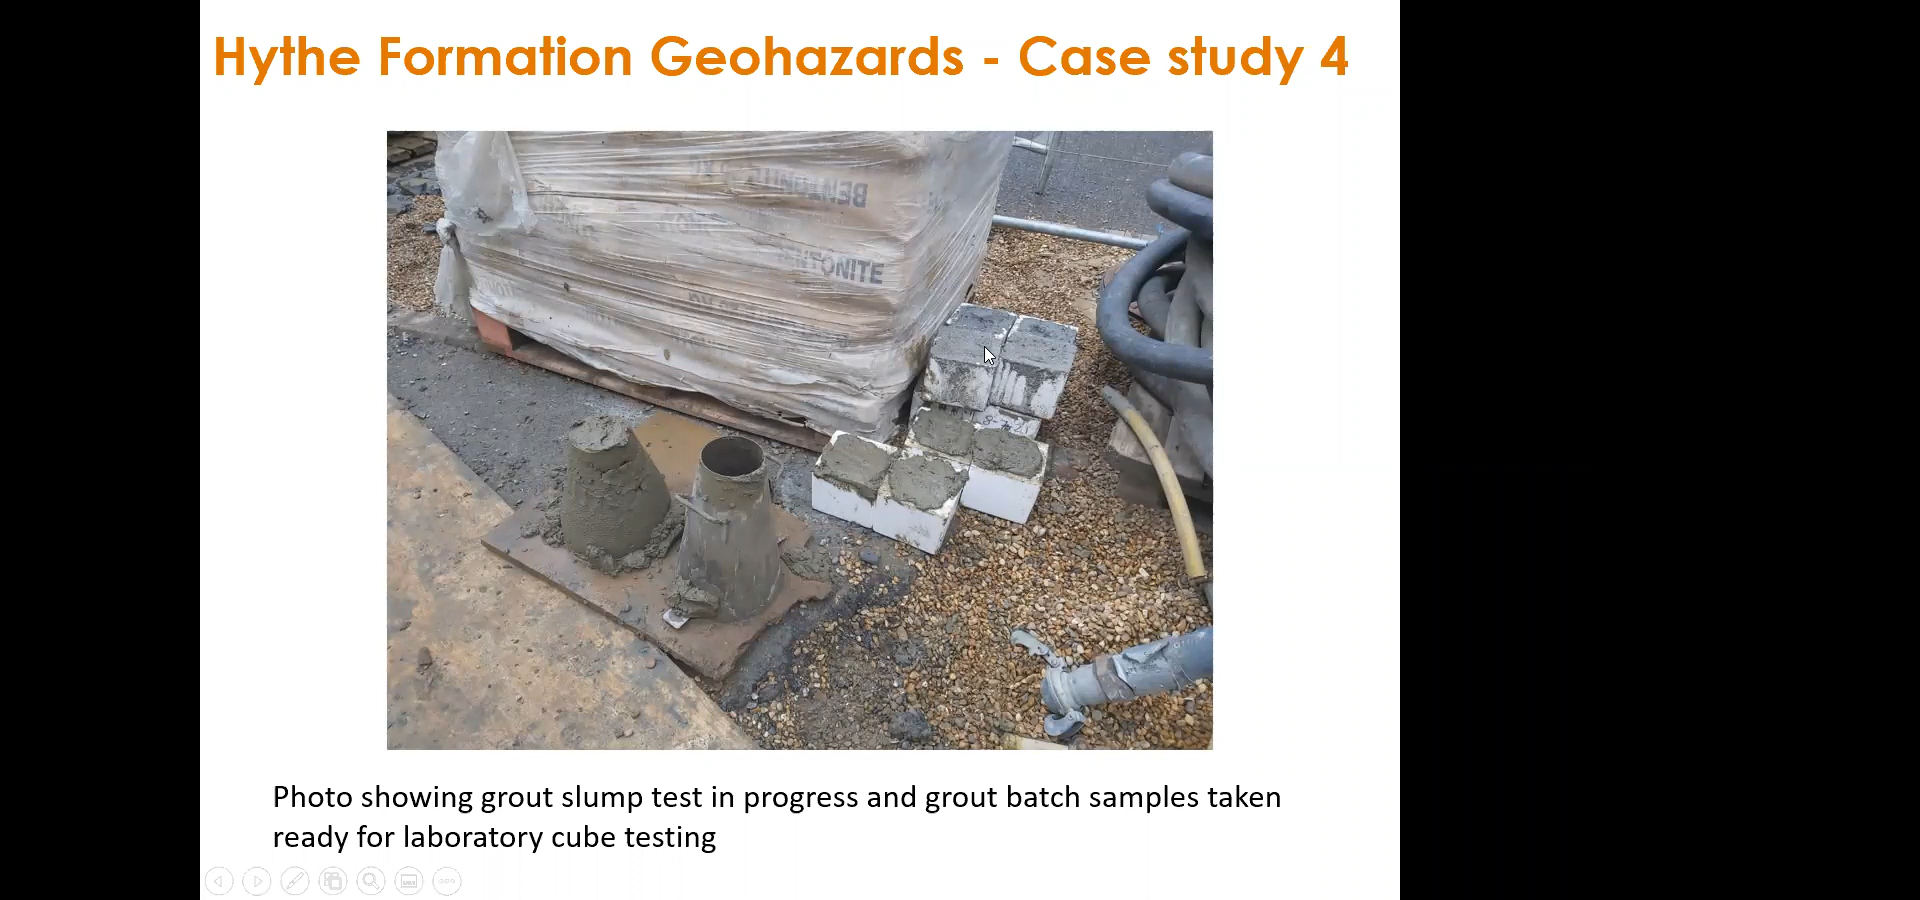 Hythe Formation Geohazards - Case study 4
BENTONITE
BENTONITE
Photo showing grout slump test in progress and grout batch samples taken
ready for laboratory cube testing